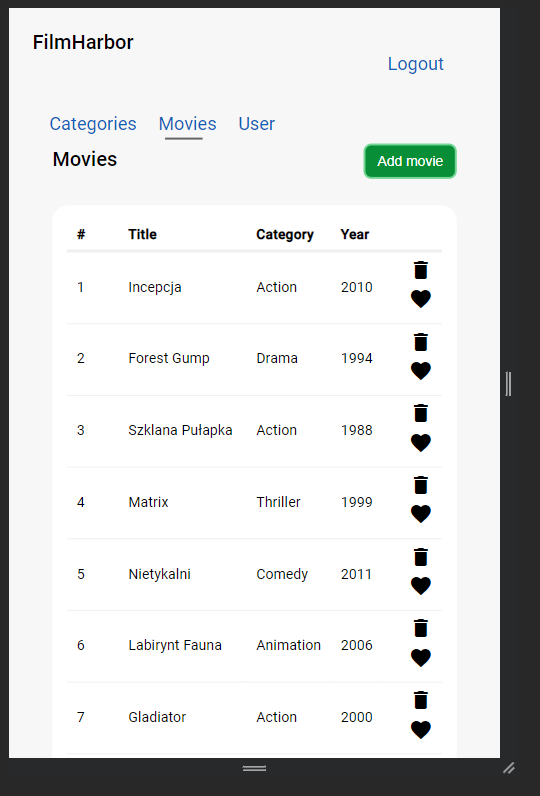 FilmHarbor
Logout
Categories Movies User
Movies
Add movie
# Title Category Year
1 Incepcja Action 2010
2 Forest Gump Drama 1994
3 Szklana Pułapka Action 1988
4 Matrix Thriller 1999
5 Nietykalni Comedy 2011
6 Labirynt Fauna Animation 2006
7 Gladiator Action 2000